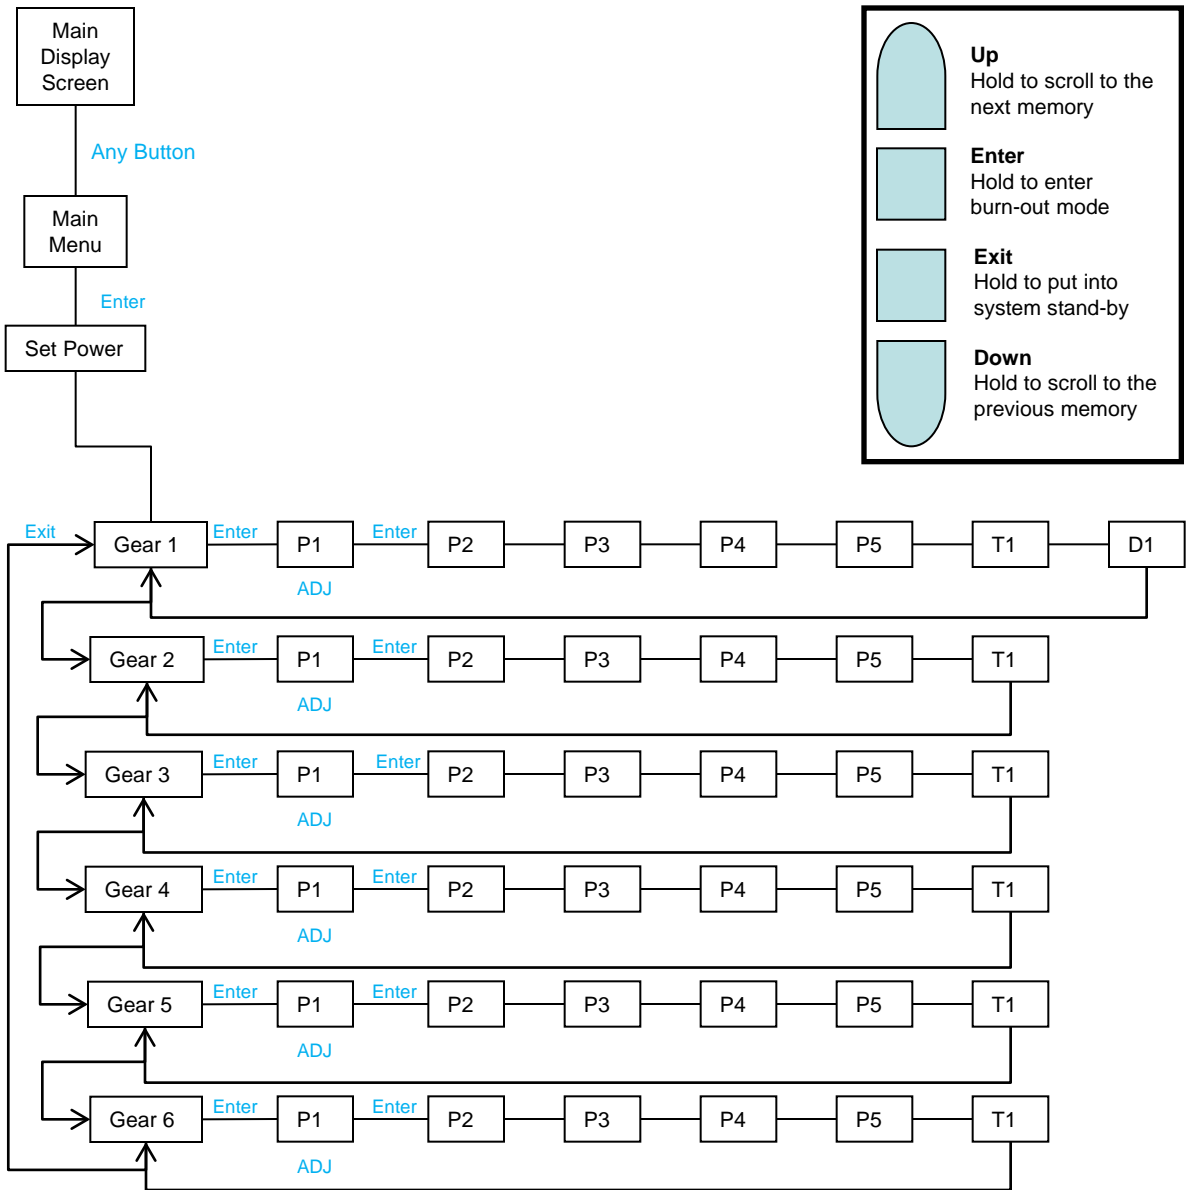 Main
Display
Screen
Any Button
Main
Menu
Enter
Set Power
Up
Hold to scroll to the
next memory
Enter
Hold to enter
burn-out mode
Exit
Hold to put into
system stand-by
Down
Hold to scroll to the
previous memory
Exit
Gear 1 Enter P1 Enter P2 P3 P4 P5 T1 D1
ADJ
Gear 2 Enter P1 Enter P2 P3 P4 P5 T1
ADJ
Gear 3 Enter P1 Enter P2 P3 P4 P5 T1
ADJ
Gear 4 Enter P1 Enter P2 P3 P4 P5 T1
ADJ
Gear 5 Enter P1 Enter P2 P3 P4 P5 T1
ADJ
Gear 6 Enter P1 Enter P2 P3 P4 P5 T1
ADJ